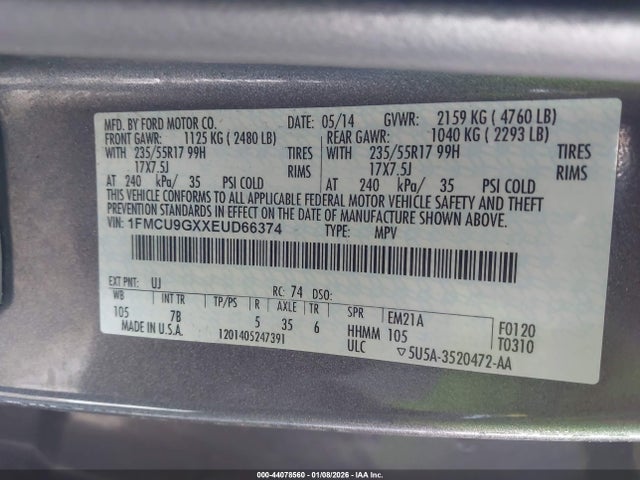 MFD. BY FORD MOTOR CO. DATE: 05/14 GVWR: 2159 KG ( 4760 LB)
FRONT GAWR: 1125 KG ( 2480 LB) REAR GAWR: 1040 KG ( 2293 LB)
WITH 235/55R17 99H TIRES WITH 235/55R17 99H TIRES
17X7.5J RIMS 17X7.5J RIMS
AT 240 kPa/ 35 PSI COLD AT 240 kPa/ 35 PSI COLD
THIS VEHICLE CONFORMS TO ALL APPLICABLE FEDERAL MOTOR VEHICLE SAFETY AND THEFT
PREVENTION STANDARDS IN EFFECT ON THE DATE OF MANUFACTURE SHOWN ABOVE.
VIN: 1FMCU9GXXEUD66374 TYPE: MPV
EXT PNT: UJ RC: 74 DSO:
WB INT TR TP/PS R AXLE TR SPR EM21A F0120
105 7B 5 35 6 HHMM 105 T0310
MADE IN U.S.A. 1201405247391 ULC ▽5U5A-3520472-AA
000-44078560 - 01/08/2026 - IAA Inc.